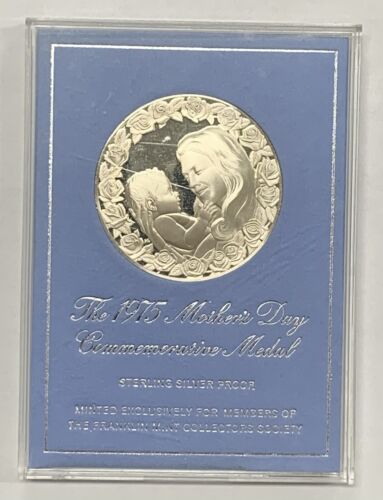 The 1975 Mother's Day
Commemorative Medal
STERLING SILVER PROOF
MINTED EXCLUSIVELY FOR MEMBERS OF
THE FRANKLIN MINT COLLECTORS SOCIETY